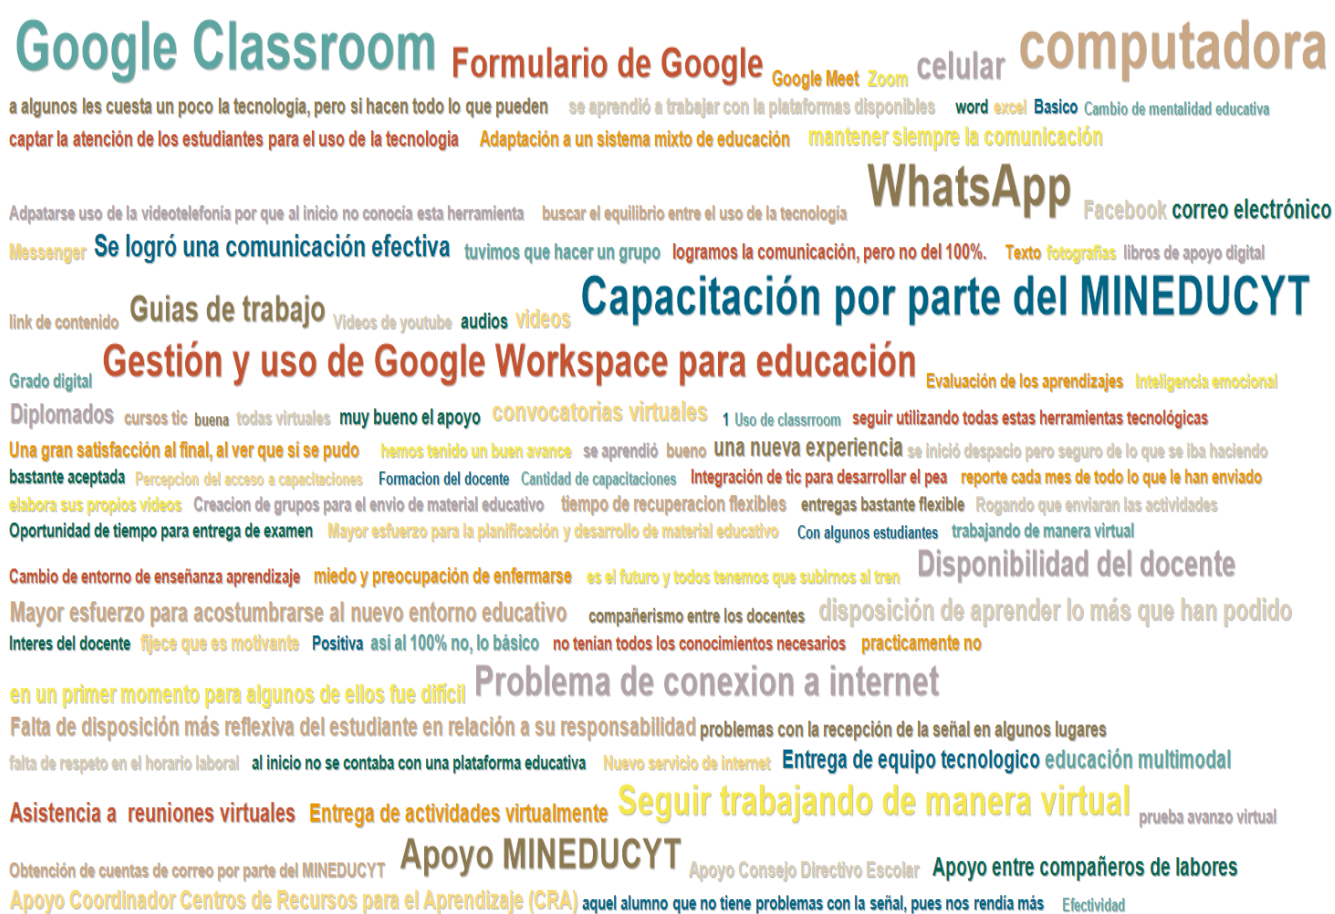 Google Classroom Formulario de Google Google Meet Zoom celular computadora
a algunos les cuesta un poco la tecnología, pero si hacen todo lo que pueden se aprendió a trabajar con la plataformas disponibles word excel Basico Cambio de mentalidad educativa
captar la atención de los estudiantes para el uso de la tecnologia Adaptación a un sistema mixto de educación mantener siempre la comunicación
Adpatarse uso de la videotelefonía por que al inicio no conocía esta herramienta buscar el equilibrio entre el uso de la tecnología WhatsApp Facebook correo electrónico
Messenger Se logró una comunicación efectiva tuvimos que hacer un grupo logramos la comunicación, pero no del 100%. Texto fotografias libros de apoyo digital
link de contenido Guias de trabajo Videos de youtube audios videos Capacitación por parte del MINEDUCYT
Grado digital Gestión y uso de Google Workspace para educación Evaluación de los aprendizajes Inteligencia emocional
Diplomados cursos tic buena todas virtuales muy bueno el apoyo convocatorias virtuales 1 Uso de classrroom seguir utilizando todas estas herramientas tecnológicas
Una gran satisfacción al final, al ver que si se pudo hemos tenido un buen avance se aprendió bueno una nueva experiencia se inició despacio pero seguro de lo que se iba haciendo
bastante aceptada Percepcion del acceso a capacitaciones Formacion del docente Cantidad de capacitaciones Integración de tic para desarrollar el pea reporte cada mes de todo lo que le han enviado
elabora sus propios vídeos Creacion de grupos para el envio de material educativo tiempo de recuperacion flexibles entregas bastante flexible Rogando que enviaran las actividades
Oportunidad de tiempo para entrega de examen Mayor esfuerzo para la planificación y desarrollo de material educativo Con algunos estudiantes trabajando de manera virtual
Cambio de entorno de enseñanza aprendizaje miedo y preocupación de enfermarse es el futuro y todos tenemos que subirnos al tren Disponibilidad del docente
Mayor esfuerzo para acostumbrarse al nuevo entorno educativo compañerismo entre los docentes disposición de aprender lo más que han podido
Interes del docente fijece que es motivante Positiva asi al 100% no, lo básico no tenían todos los conocimientos necesarios practicamente no
en un primer momento para algunos de ellos fue difícil Problema de conexion a internet
Falta de disposición más reflexiva del estudiante en relación a su responsabilidad problemas con la recepción de la señal en algunos lugares
falta de respeto en el horario laboral al inicio no se contaba con una plataforma educativa Nuevo servicio de internet Entrega de equipo tecnologico educación multimodal
Asistencia a reuniones virtuales Entrega de actividades virtualmente Seguir trabajando de manera virtual prueba avanzo virtual
Obtención de cuentas de correo por parte del MINEDUCYT Apoyo MINEDUCYT Apoyo Consejo Directivo Escolar Apoyo entre compañeros de labores
Apoyo Coordinador Centros de Recursos para el Aprendizaje (CRA) aquel alumno que no tiene problemas con la señal, pues nos rendía más Efectividad